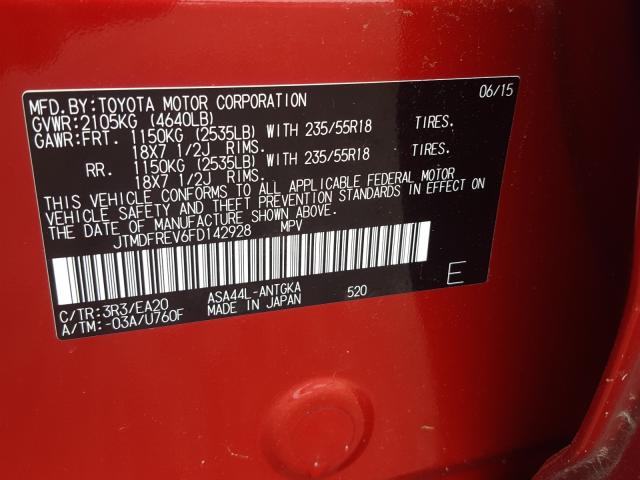 MFD.BY:TOYOTA MOTOR CORPORATION 06/15
GVWR:2105KG (4640LB)
GAWR:FRT. 1150KG (2535LB) WITH 235/55R18 TIRES.
18X7 1/2J RIMS.
RR. 1150KG (2535LB) WITH 235/55R18 TIRES.
18X7 1/2J RIMS.
THIS VEHICLE CONFORMS TO ALL APPLICABLE FEDERAL MOTOR
VEHICLE SAFETY AND THEFT PREVENTION STANDARDS IN EFFECT ON
THE DATE OF MANUFACTURE SHOWN ABOVE.
JTMDFREV6FD142928 MPV
C/TR:3R3/EA20 ASA44L-ANTGKA 520 E
A/TM:-03A/U760F MADE IN JAPAN